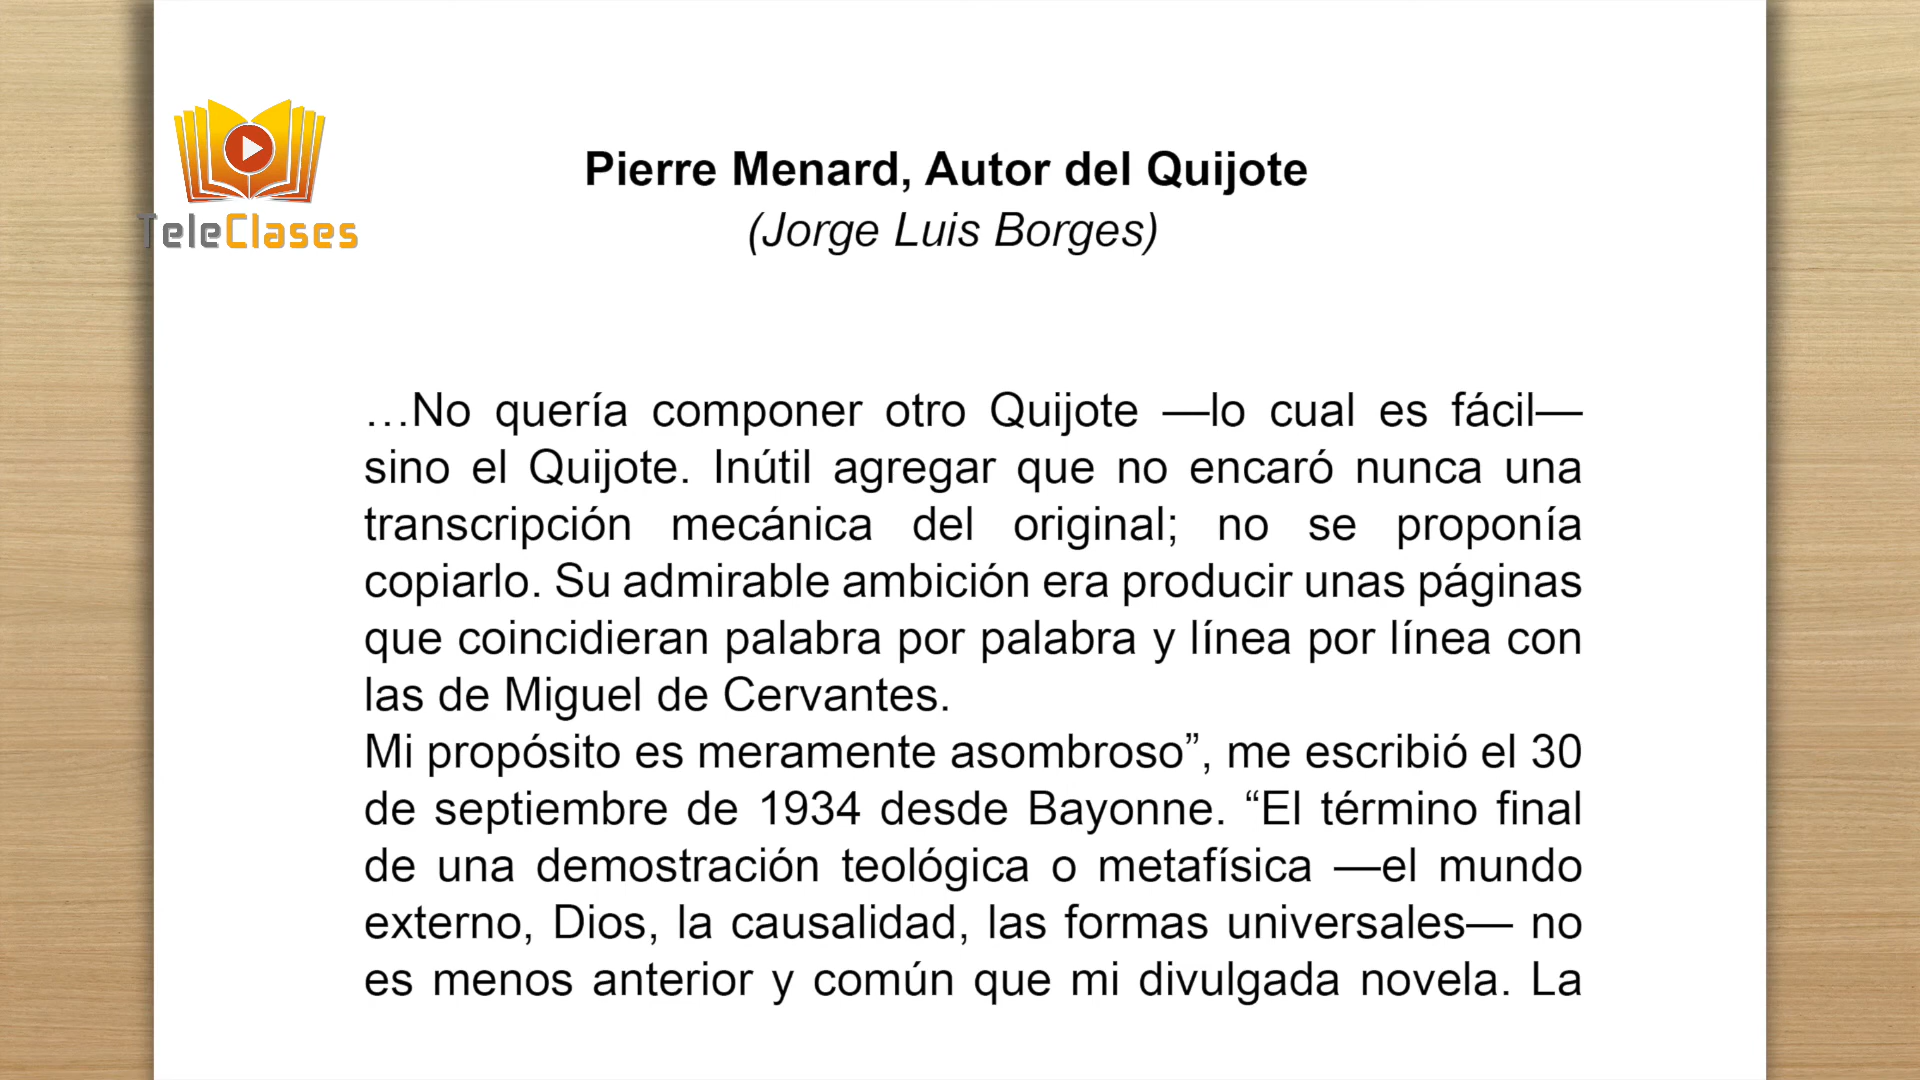 TeleClases
Pierre Menard, Autor del Quijote
(Jorge Luis Borges)
…No quería componer otro Quijote —lo cual es fácil—
sino el Quijote. Inútil agregar que no encaró nunca una
transcripción mecánica del original; no se proponía
copiarlo. Su admirable ambición era producir unas páginas
que coincidieran palabra por palabra y línea por línea con
las de Miguel de Cervantes.
Mi propósito es meramente asombroso”, me escribió el 30
de septiembre de 1934 desde Bayonne. “El término final
de una demostración teológica o metafísica —el mundo
externo, Dios, la causalidad, las formas universales— no
es menos anterior y común que mi divulgada novela. La